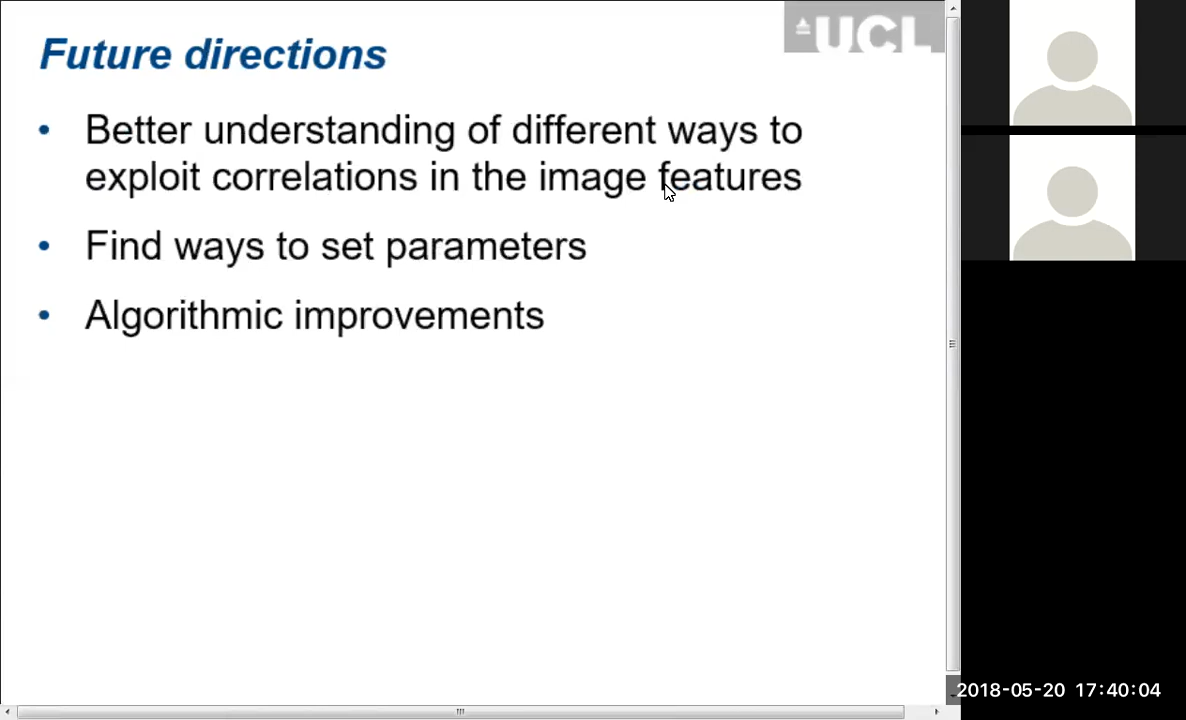 UCL
Future directions
• Better understanding of different ways to
exploit correlations in the image features
• Find ways to set parameters
• Algorithmic improvements
2018-05-20 17:40:04